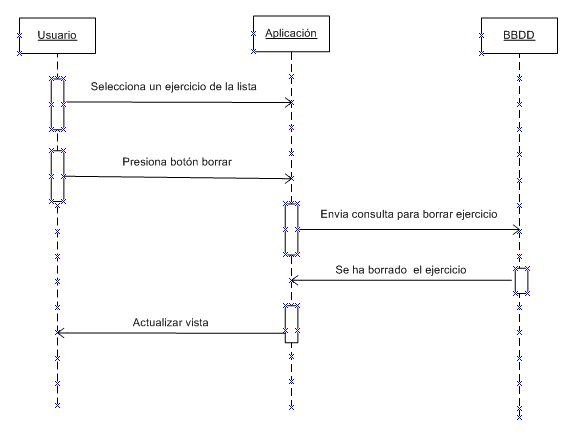 Usuario
Aplicación
BBDD
Selecciona un ejercicio de la lista
Presiona botón borrar
Envia consulta para borrar ejercicio
Se ha borrado el ejercicio
Actualizar vista